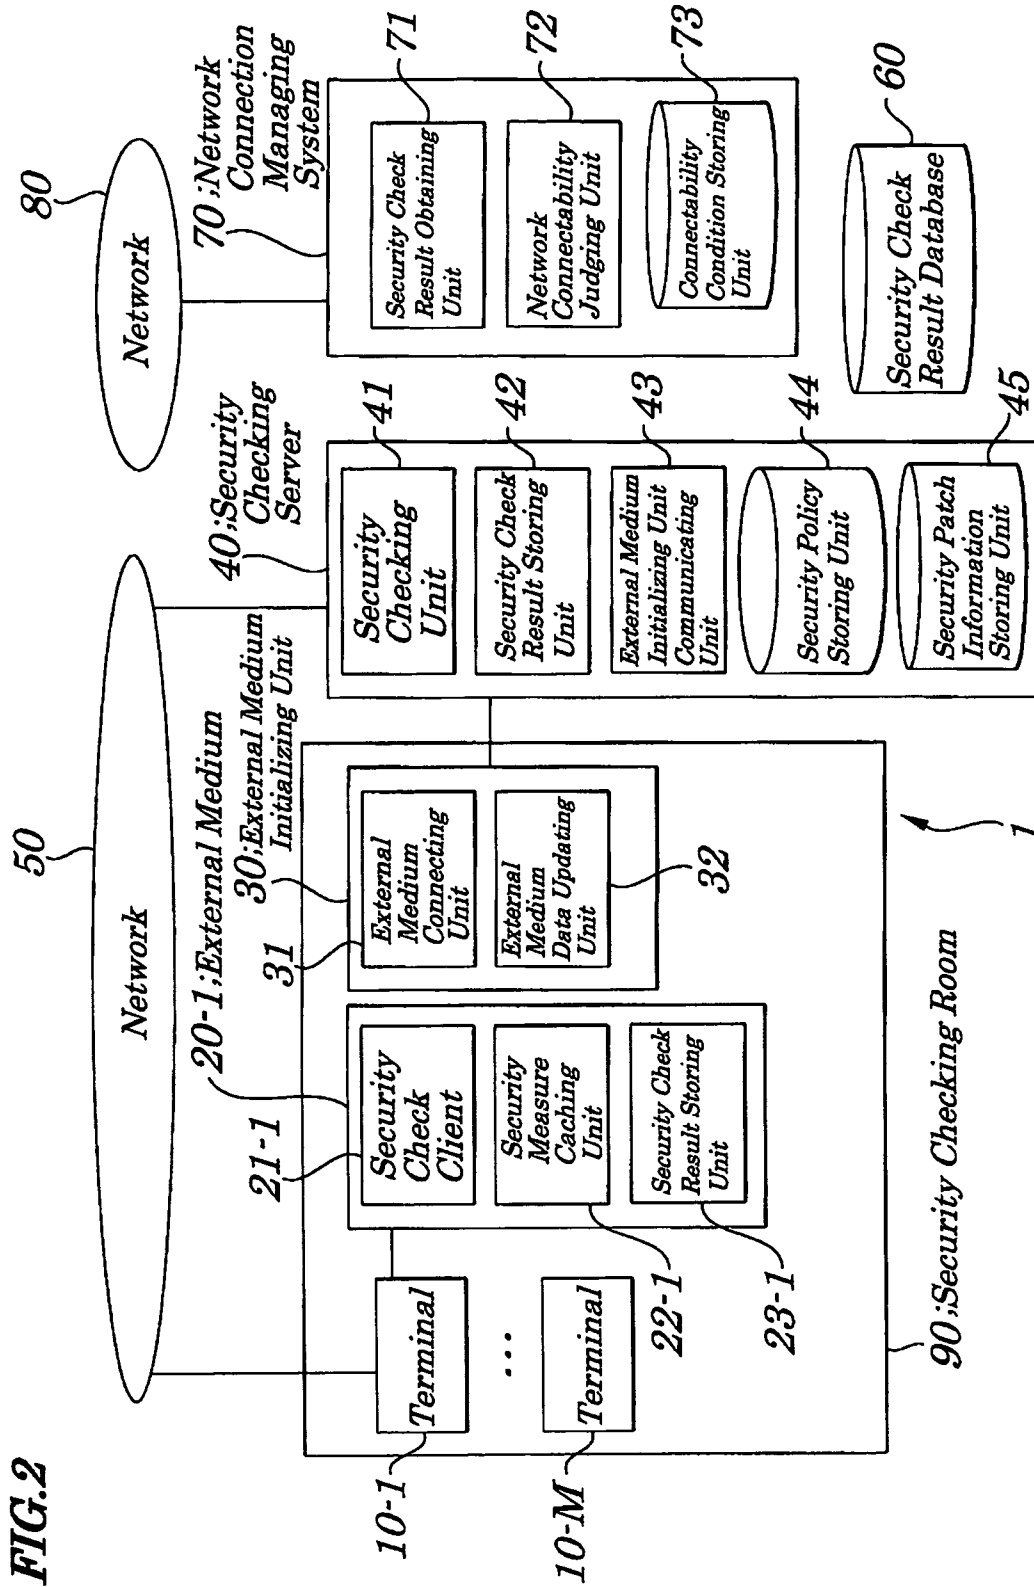 FIG.2
50
Network
80
Network
20-1;External Medium
30;External Medium
Initializing Unit
40;Security
Checking
Server
70;Network
Connection
Managing
System
10-1
Terminal
...
10-M
Terminal
21-1
Security
Check
Client
Security
Measure
Caching
Unit
22-1
Security Check
Result Storing
Unit
23-1
31
External
Medium
Connecting
Unit
External
Medium
Data Updating
Unit
32
Security
Checking
Unit
41
Security Check
Result Storing
Unit
42
External Medium
Initializing Unit
Communicating
Unit
43
Security Policy
Storing Unit
44
Security Patch
Information
Storing Unit
45
Security Check
Result Obtaining
Unit
71
Network
Connectability
Judging Unit
72
Connectability
Condition Storing
Unit
73
Security Check
Result Database
60
90;Security Checking Room
1